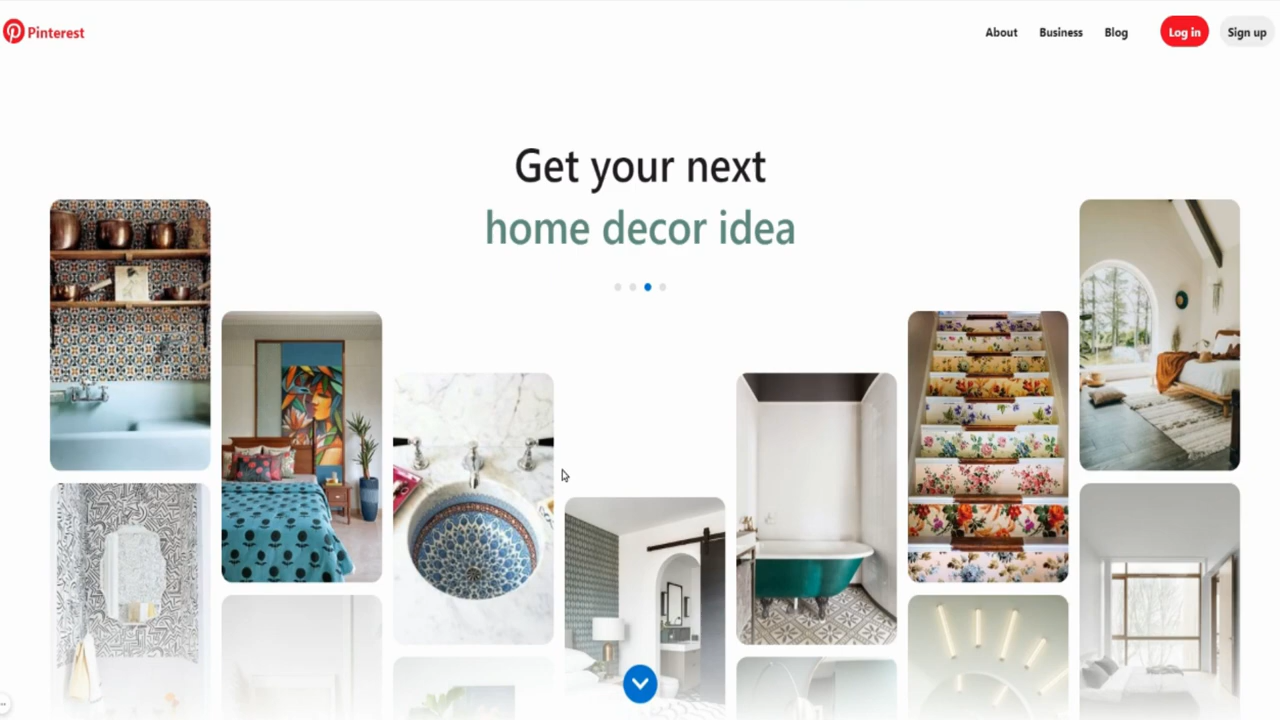 Pinterest
About
Business
Blog
Log in
Sign up
Get your next
home decor idea